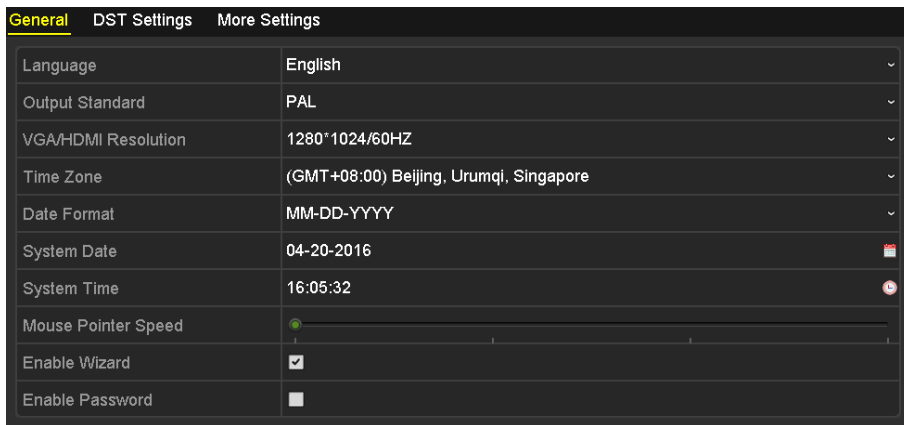 General DST Settings More Settings
Language English
Output Standard PAL
VGA/HDMI Resolution 1280*1024/60HZ
Time Zone (GMT+08:00) Beijing, Urumqi, Singapore
Date Format MM-DD-YYYY
System Date 04-20-2016
System Time 16:05:32
Mouse Pointer Speed
Enable Wizard
Enable Password